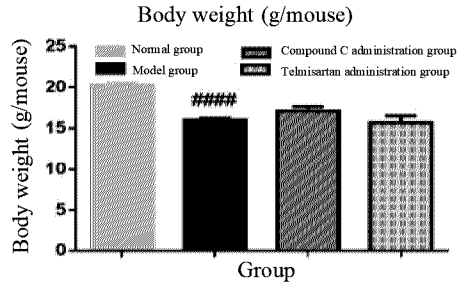 Body weight (g/mouse)
Body weight (g/mouse)
25
20
15
10
5
0
Normal group
Model group
Compound C administration group
Telmisartan administration group
####
Group